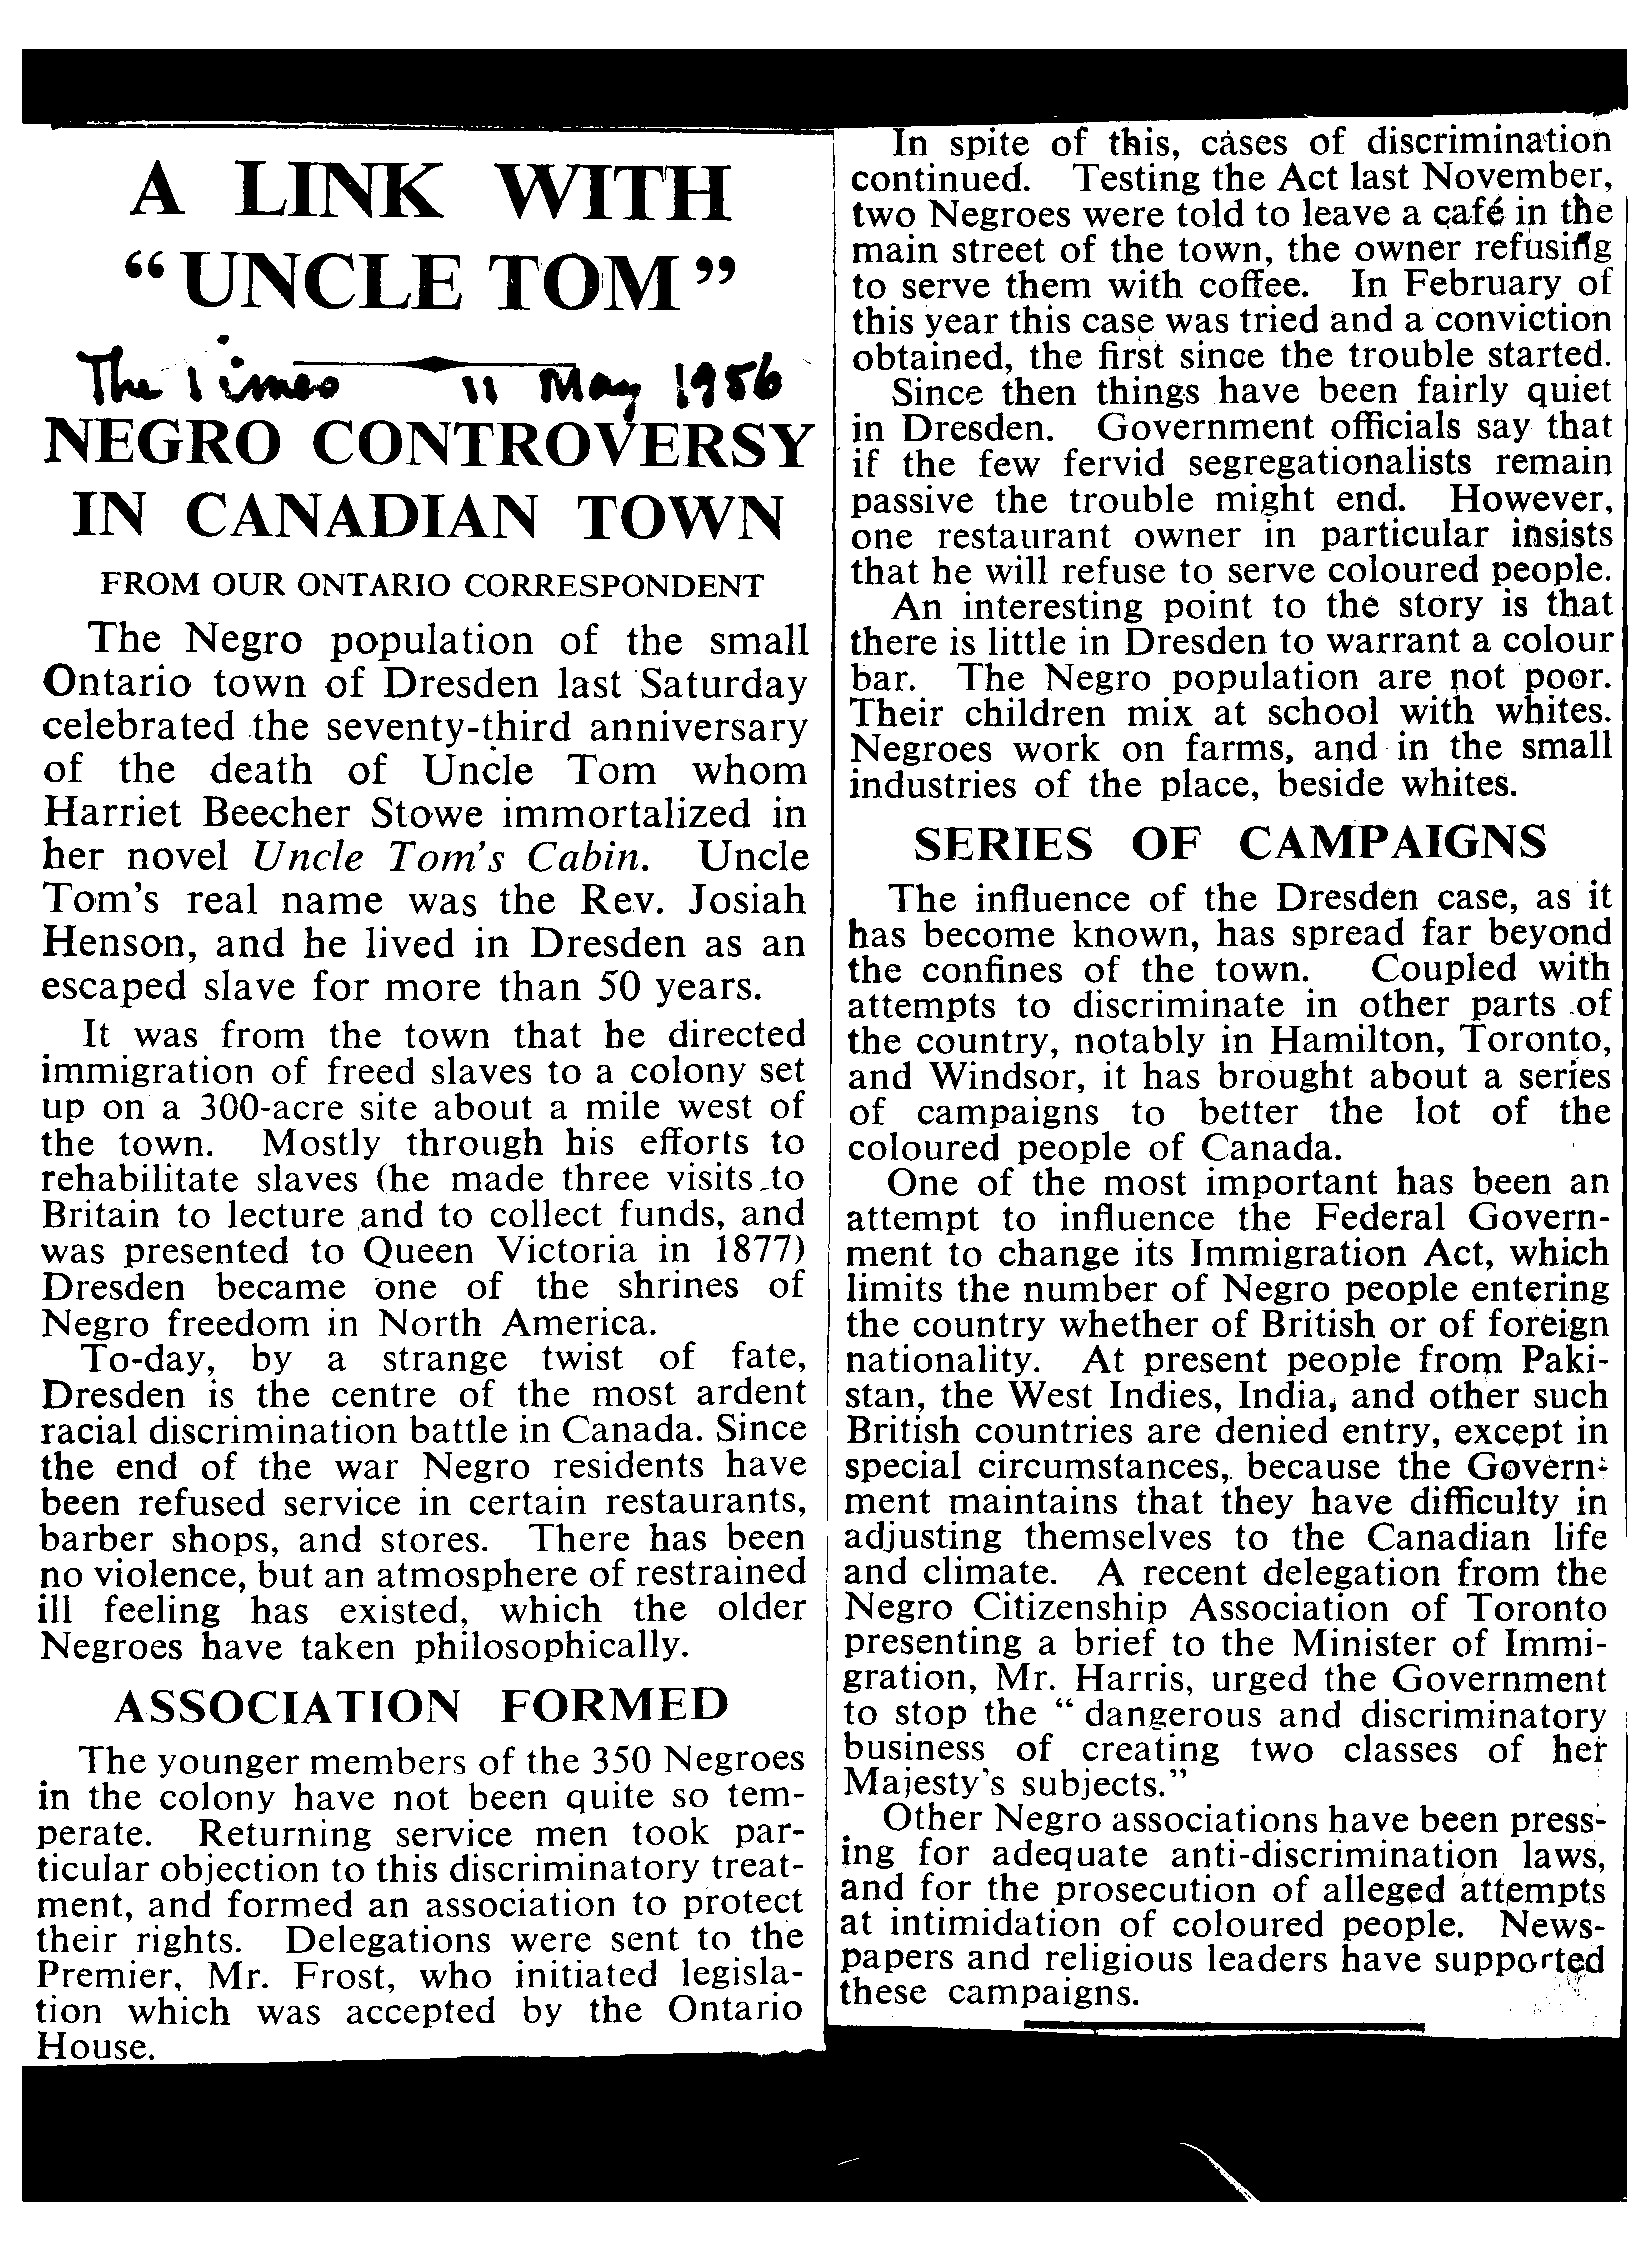 A LINK WITH
“UNCLE TOM”
The Times 11 May 1956
NEGRO CONTROVERSY
IN CANADIAN TOWN
FROM OUR ONTARIO CORRESPONDENT
The Negro population of the small
Ontario town of Dresden last Saturday
celebrated the seventy-third anniversary
of the death of Uncle Tom whom
Harriet Beecher Stowe immortalized in
her novel Uncle Tom's Cabin. Uncle
Tom's real name was the Rev. Josiah
Henson, and he lived in Dresden as an
escaped slave for more than 50 years.
It was from the town that he directed
immigration of freed slaves to a colony set
up on a 300-acre site about a mile west of
the town. Mostly through his efforts to
rehabilitate slaves (he made three visits to
Britain to lecture and to collect funds, and
was presented to Queen Victoria in 1877)
Dresden became one of the shrines of
Negro freedom in North America.
To-day, by a strange twist of fate,
Dresden is the centre of the most ardent
racial discrimination battle in Canada. Since
the end of the war Negro residents have
been refused service in certain restaurants,
barber shops, and stores. There has been
no violence, but an atmosphere of restrained
ill feeling has existed, which the older
Negroes have taken philosophically.
ASSOCIATION FORMED
The younger members of the 350 Negroes
in the colony have not been quite so tem-
perate. Returning service men took par-
ticular objection to this discriminatory treat-
ment, and formed an association to protect
their rights. Delegations were sent to the
Premier, Mr. Frost, who initiated legisla-
tion which was accepted by the Ontario
House.
In spite of this, cases of discrimination
continued. Testing the Act last November,
two Negroes were told to leave a café in the
main street of the town, the owner refusing
to serve them with coffee. In February of
this year this case was tried and a conviction
obtained, the first since the trouble started.
Since then things have been fairly quiet
in Dresden. Government officials say that
if the few fervid segregationalists remain
passive the trouble might end. However,
one restaurant owner in particular insists
that he will refuse to serve coloured people.
An interesting point to the story is that
there is little in Dresden to warrant a colour
bar. The Negro population are not poor.
Their children mix at school with whites.
Negroes work on farms, and in the small
industries of the place, beside whites.
SERIES OF CAMPAIGNS
The influence of the Dresden case, as it
has become known, has spread far beyond
the confines of the town. Coupled with
attempts to discriminate in other parts of
the country, notably in Hamilton, Toronto,
and Windsor, it has brought about a series
of campaigns to better the lot of the
coloured people of Canada.
One of the most important has been an
attempt to influence the Federal Govern-
ment to change its Immigration Act, which
limits the number of Negro people entering
the country whether of British or of foreign
nationality. At present people from Paki-
stan, the West Indies, India, and other such
British countries are denied entry, except in
special circumstances, because the Govern-
ment maintains that they have difficulty in
adjusting themselves to the Canadian life
and climate. A recent delegation from the
Negro Citizenship Association of Toronto
presenting a brief to the Minister of Immi-
gration, Mr. Harris, urged the Government
to stop the “dangerous and discriminatory
business of creating two classes of her
Majesty's subjects.”
Other Negro associations have been press-
ing for adequate anti-discrimination laws,
and for the prosecution of alleged attempts
at intimidation of coloured people. News-
papers and religious leaders have supported
these campaigns.